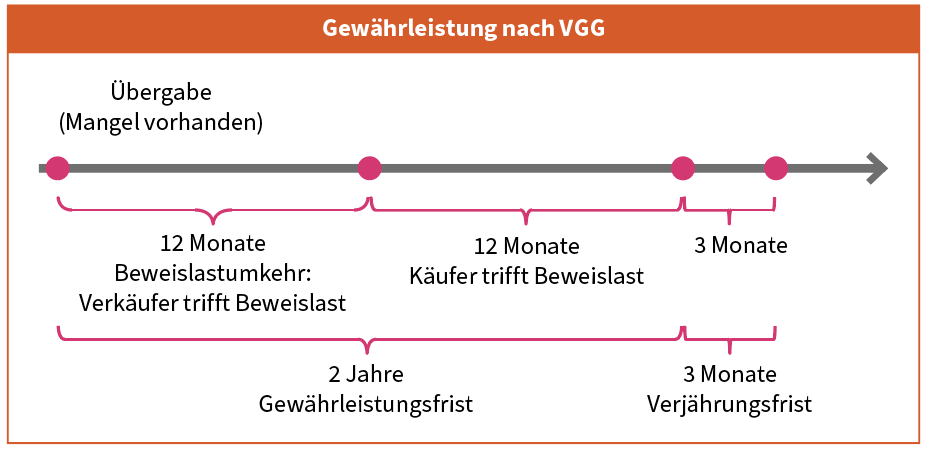 Gewährleistung nach VGG
Übergabe
(Mangel vorhanden)
12 Monate
Beweislastumkehr:
Verkäufer trifft Beweislast
12 Monate
Käufer trifft Beweislast
3 Monate
2 Jahre
Gewährleistungsfrist
3 Monate
Verjährungsfrist